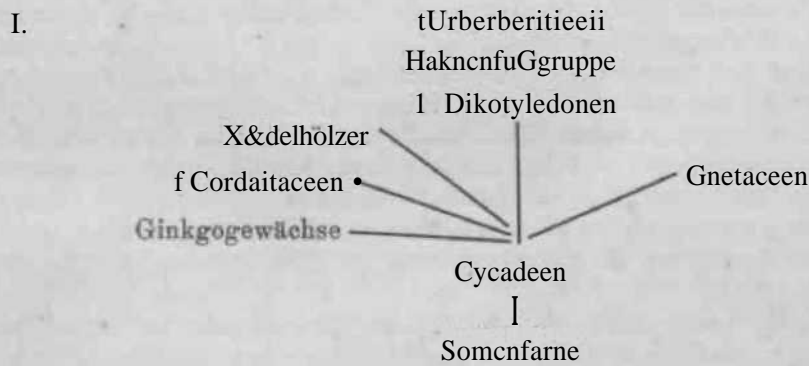 I.
tUrberberitieeii
HakncnfuGgruppe
1 Dikotyledonen
X&delhölzer
f Cordaitaceen •
Gnetaceen
Ginkgogewächse
Cycadeen
I
Somcnfarne